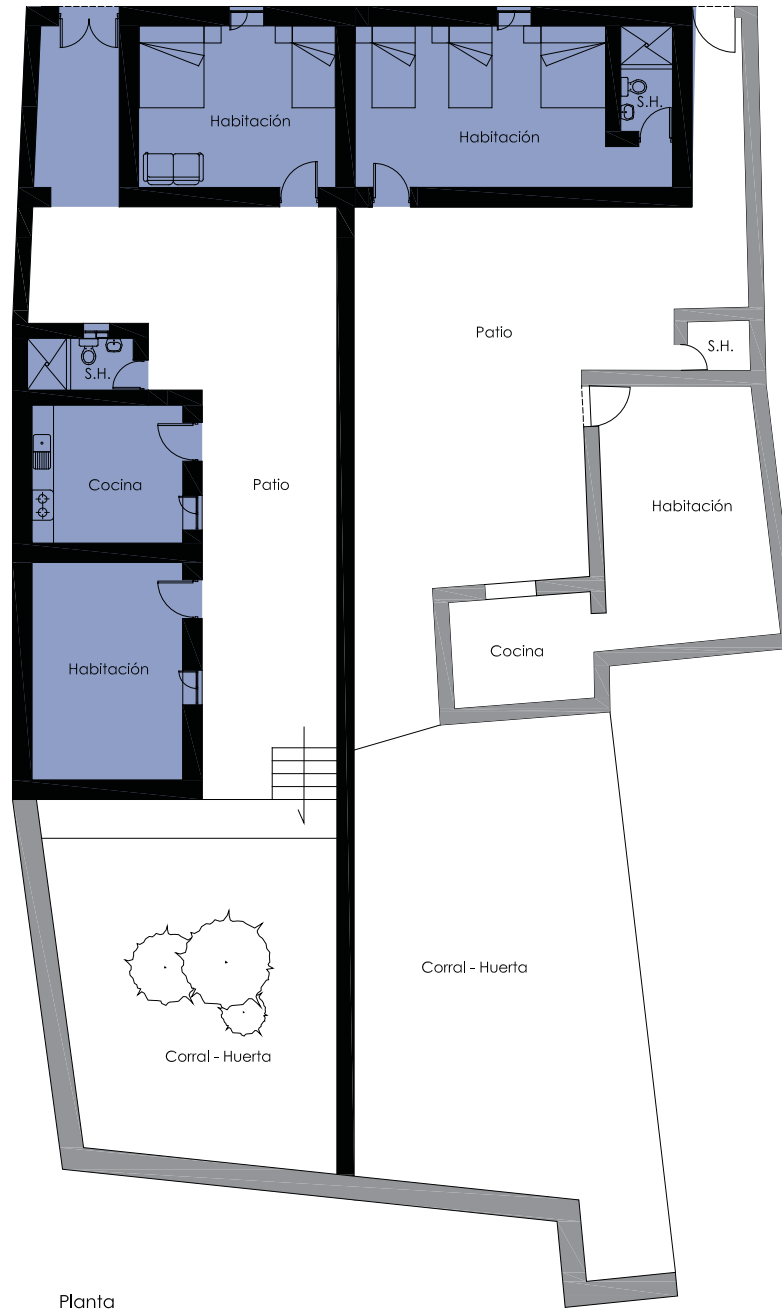 Habitación
Habitación
S.H.
Patio
S.H.
S.H.
Cocina
Patio
Habitación
Habitación
Cocina
Corral - Huerta
Corral - Huerta
Planta